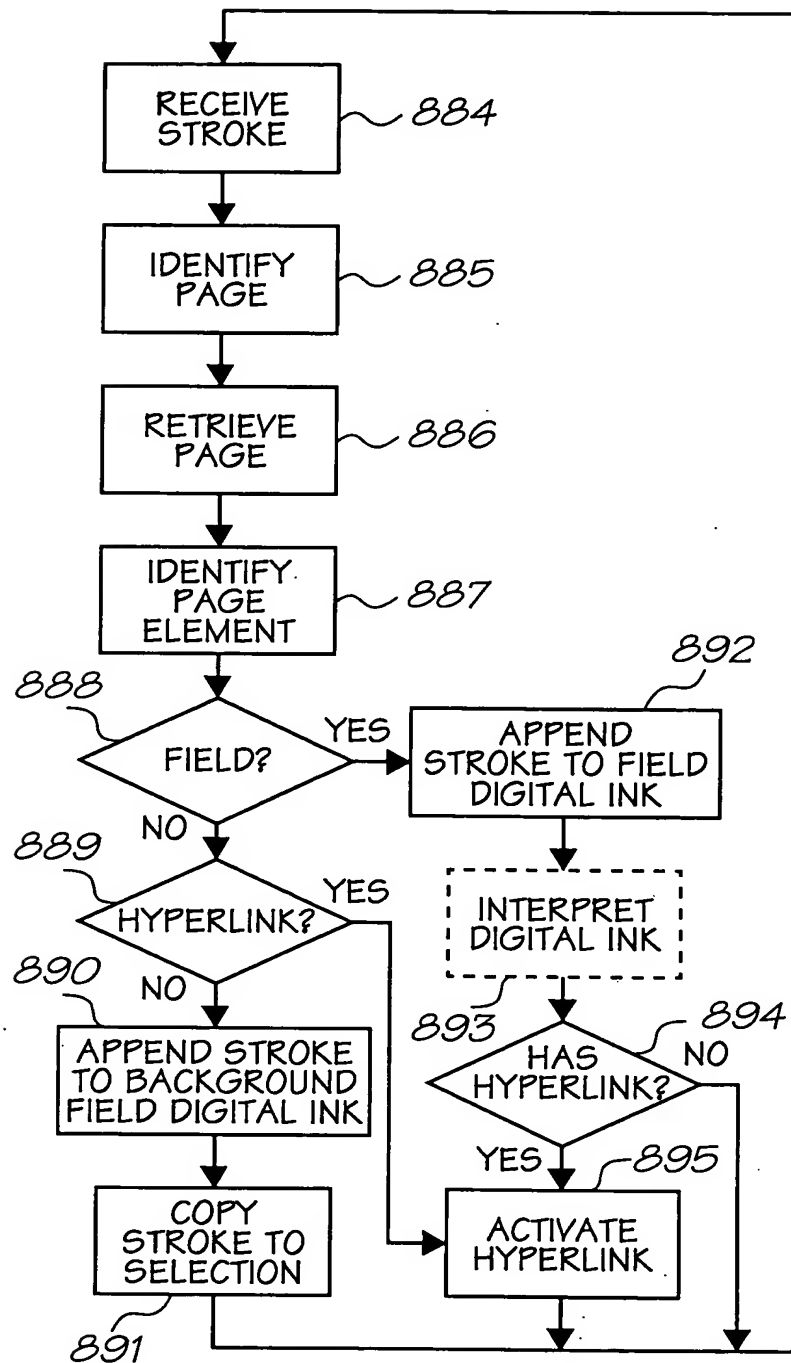 RECEIVE
STROKE
884
IDENTIFY
PAGE
885
RETRIEVE
PAGE
886
IDENTIFY
PAGE
ELEMENT
887
888
FIELD?
YES
NO
892
APPEND
STROKE TO FIELD
DIGITAL INK
889
HYPERLINK?
YES
NO
INTERPRET
DIGITAL INK
893
890
APPEND STROKE
TO BACKGROUND
FIELD DIGITAL INK
894
HAS
HYPERLINK?
NO
YES
895
COPY
STROKE TO
SELECTION
891
ACTIVATE
HYPERLINK